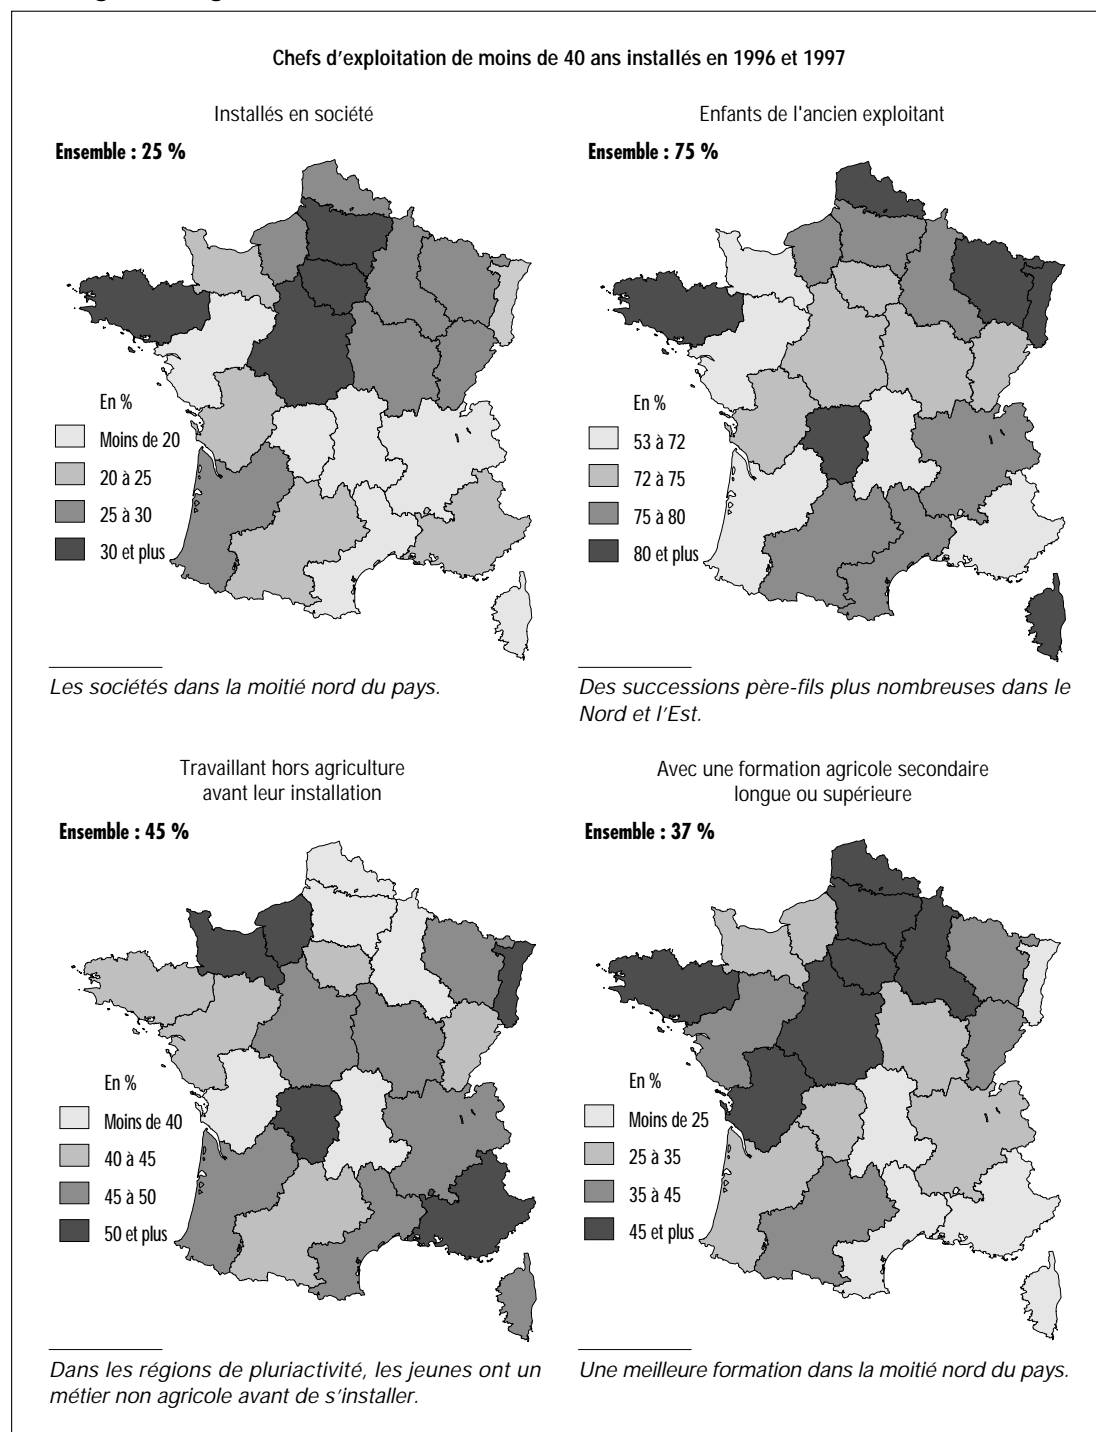 Chefs d'exploitation de moins de 40 ans installés en 1996 et 1997
Installés en société
Ensemble : 25 %
En %
Moins de 20
20 à 25
25 à 30
30 et plus
Les sociétés dans la moitié nord du pays.
Enfants de l'ancien exploitant
Ensemble : 75 %
En %
53 à 72
72 à 75
75 à 80
80 et plus
Des successions père-fils plus nombreuses dans le
Nord et l'Est.
Travaillant hors agriculture
avant leur installation
Ensemble : 45 %
En %
Moins de 40
40 à 45
45 à 50
50 et plus
Dans les régions de pluriactivité, les jeunes ont un
métier non agricole avant de s'installer.
Avec une formation agricole secondaire
longue ou supérieure
Ensemble : 37 %
En %
Moins de 25
25 à 35
35 à 45
45 et plus
Une meilleure formation dans la moitié nord du pays.